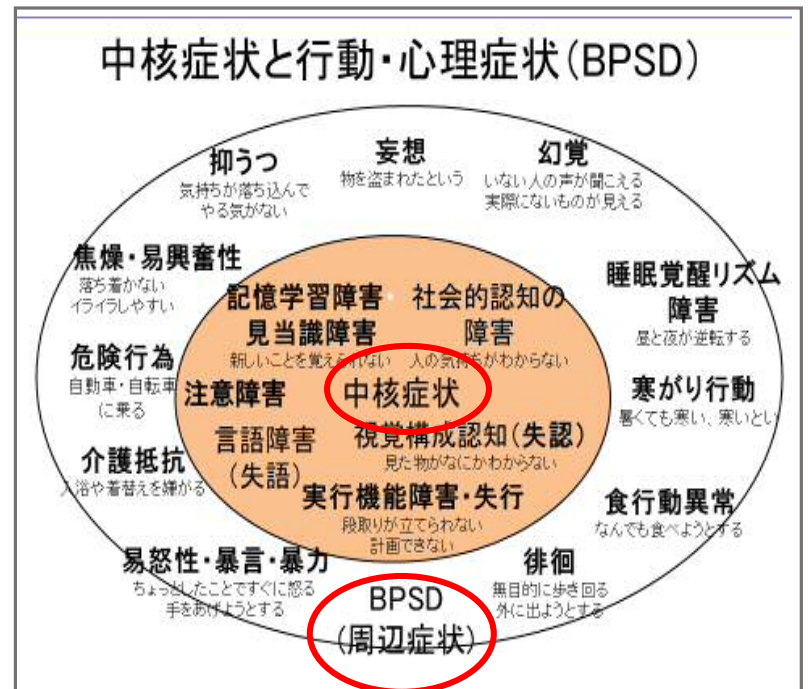 中核症状と行動・心理症状(BPSD)
抑うつ
気持ちが落ち込んで
やる気がない
妄想
物を盗まれたという
幻覚
いない人の声が聞こえる
実際にないものが見える
焦燥・易興奮性
落ち着かない
イライラしやすい
睡眠覚醒リズム
障害
昼と夜が逆転する
記憶学習障害・
見当識障害
新しいことを覚えられない
社会的認知の
障害
人の気持ちがわからない
危険行為
自動車・自転車
に乗る
注意障害
中核症状
寒がり行動
暑くても寒い、寒いとい
言語障害
(失語)
視覚構成認知(失認)
見た物がなにかわからない
介護抵抗
入浴や着替えを嫌がる
実行機能障害・失行
段取りが立てられない
計画できない
食行動異常
なんでも食べようとする
易怒性・暴言・暴力
ちょっとしたことですぐに怒る
手をあげようとする
徘徊
無目的に歩き回る
外に出ようとする
BPSD
(周辺症状)